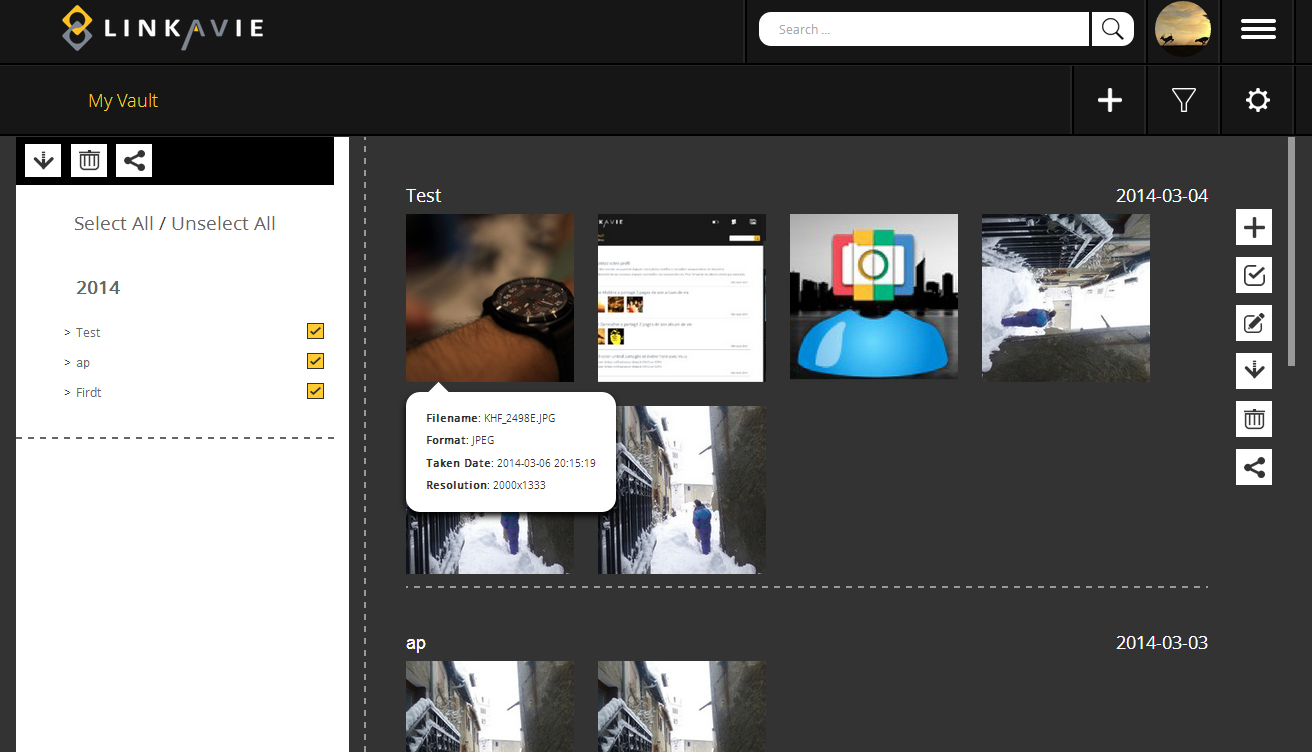 LINKAVIE
Search ...
My Vault
Select All / Unselect All
2014
> Test
> ap
> Firdt
Test
2014-03-04
Filename: KHF_2498E.JPG
Format: JPEG
Taken Date: 2014-03-06 20:15:19
Resolution: 2000x1333
ap
2014-03-03